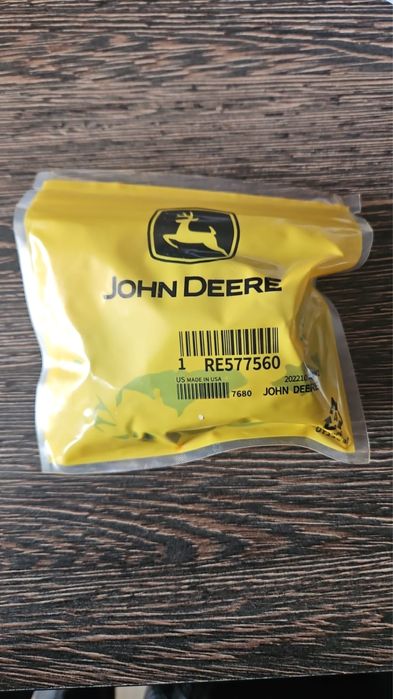 JOHN DEERE
1 RE577560
US MADE IN USA
7680 JOHN DEERE